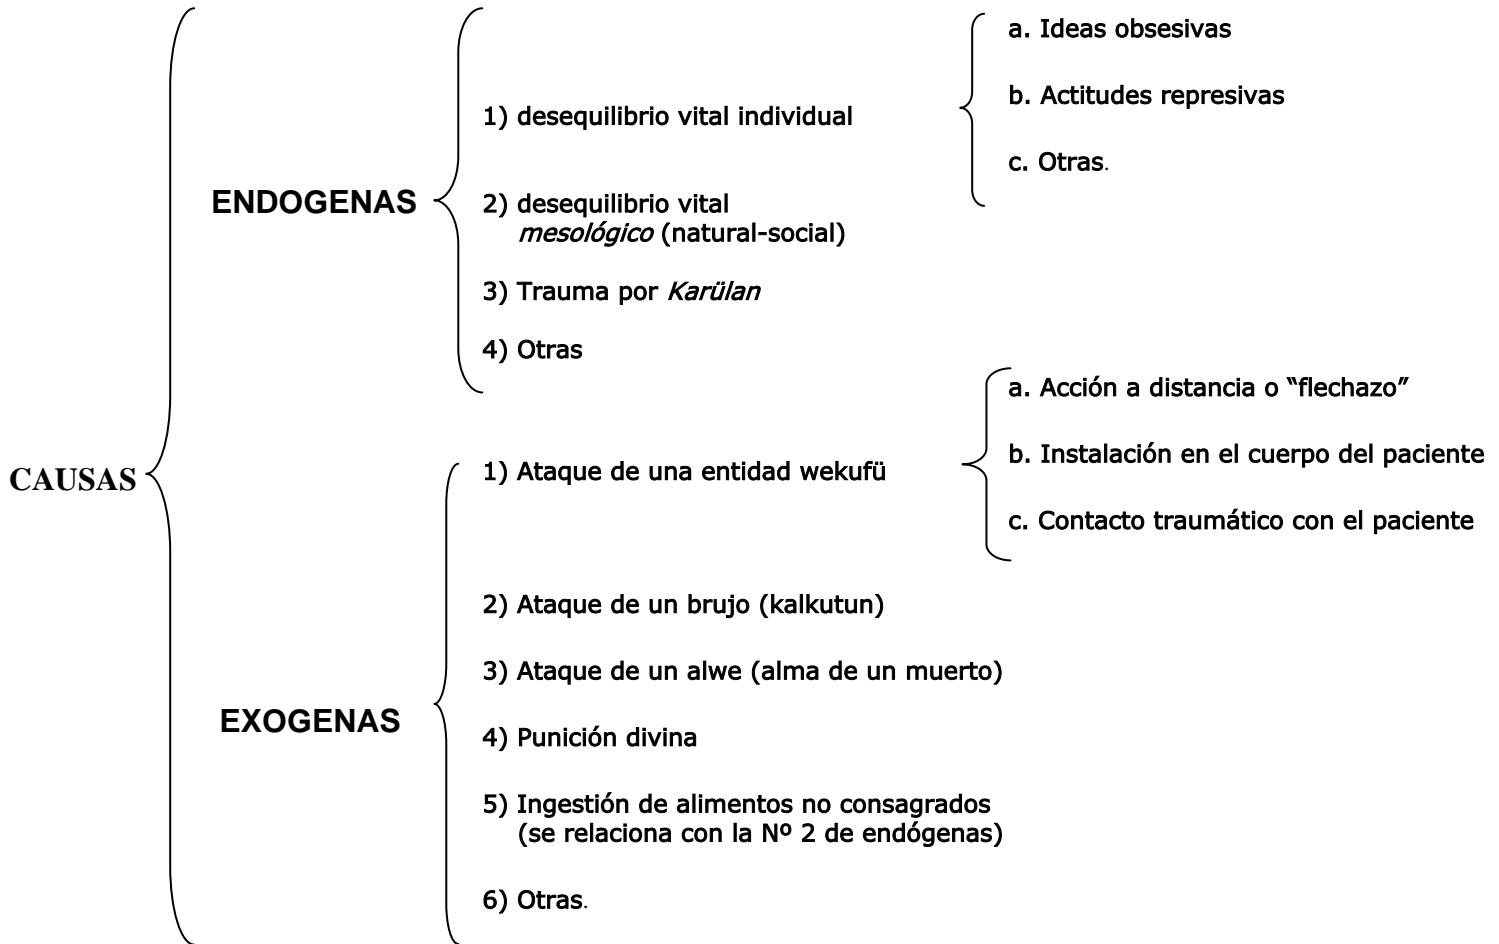 CAUSAS
ENDOGENAS
1) desequilibrio vital individual
a. Ideas obsesivas
b. Actitudes represivas
c. Otras.
2) desequilibrio vital
mesológico (natural-social)
3) Trauma por Karülan
4) Otras
EXOGENAS
1) Ataque de una entidad wekufü
a. Acción a distancia o “flechazo”
b. Instalación en el cuerpo del paciente
c. Contacto traumático con el paciente
2) Ataque de un brujo (kalkutun)
3) Ataque de un alwe (alma de un muerto)
4) Punición divina
5) Ingestión de alimentos no consagrados
(se relaciona con la Nº 2 de endógenas)
6) Otras.